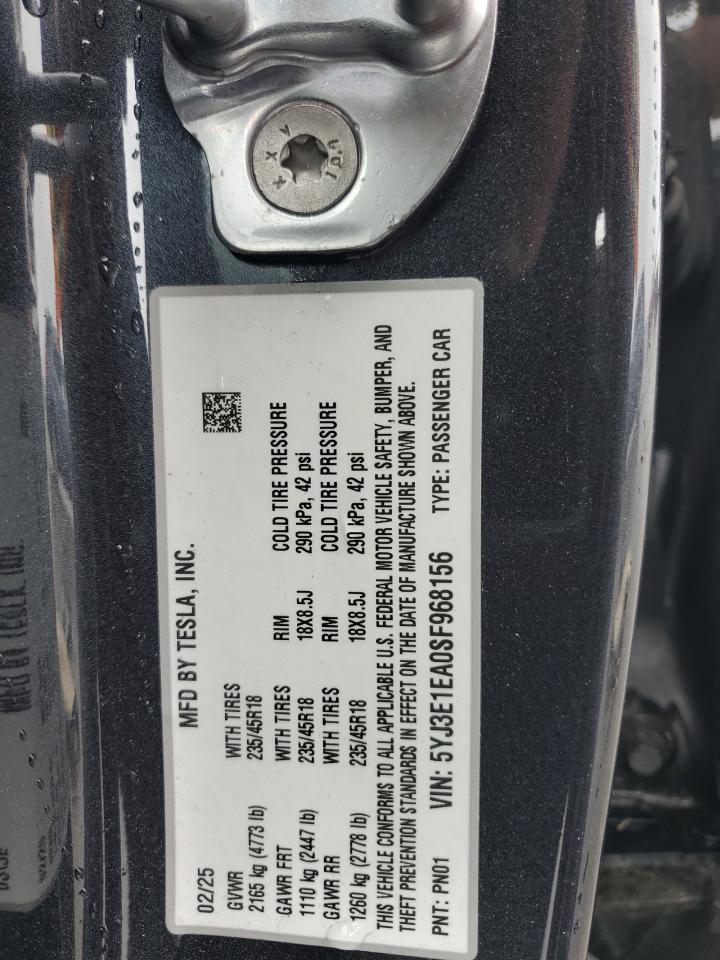 MFD BY TESLA, INC.
02/25
GVWR WITH TIRES
2165 kg (4773 lb) 235/45R18
GAWR FRT WITH TIRES RIM COLD TIRE PRESSURE
1110 kg (2447 lb) 235/45R18 18X8.5J 290 kPa, 42 psi
GAWR RR RIM COLD TIRE PRESSURE
1260 kg (2778 lb) 235/45R18 18X8.5J 290 kPa, 42 psi
THIS VEHICLE CONFORMS TO ALL APPLICABLE U.S. FEDERAL MOTOR VEHICLE SAFETY, BUMPER, AND
THEFT PREVENTION STANDARDS IN EFFECT ON THE DATE OF MANUFACTURE SHOWN ABOVE.
PNT: PN01 VIN: 5YJ3E1EA0SF968156 TYPE: PASSENGER CAR
10.9